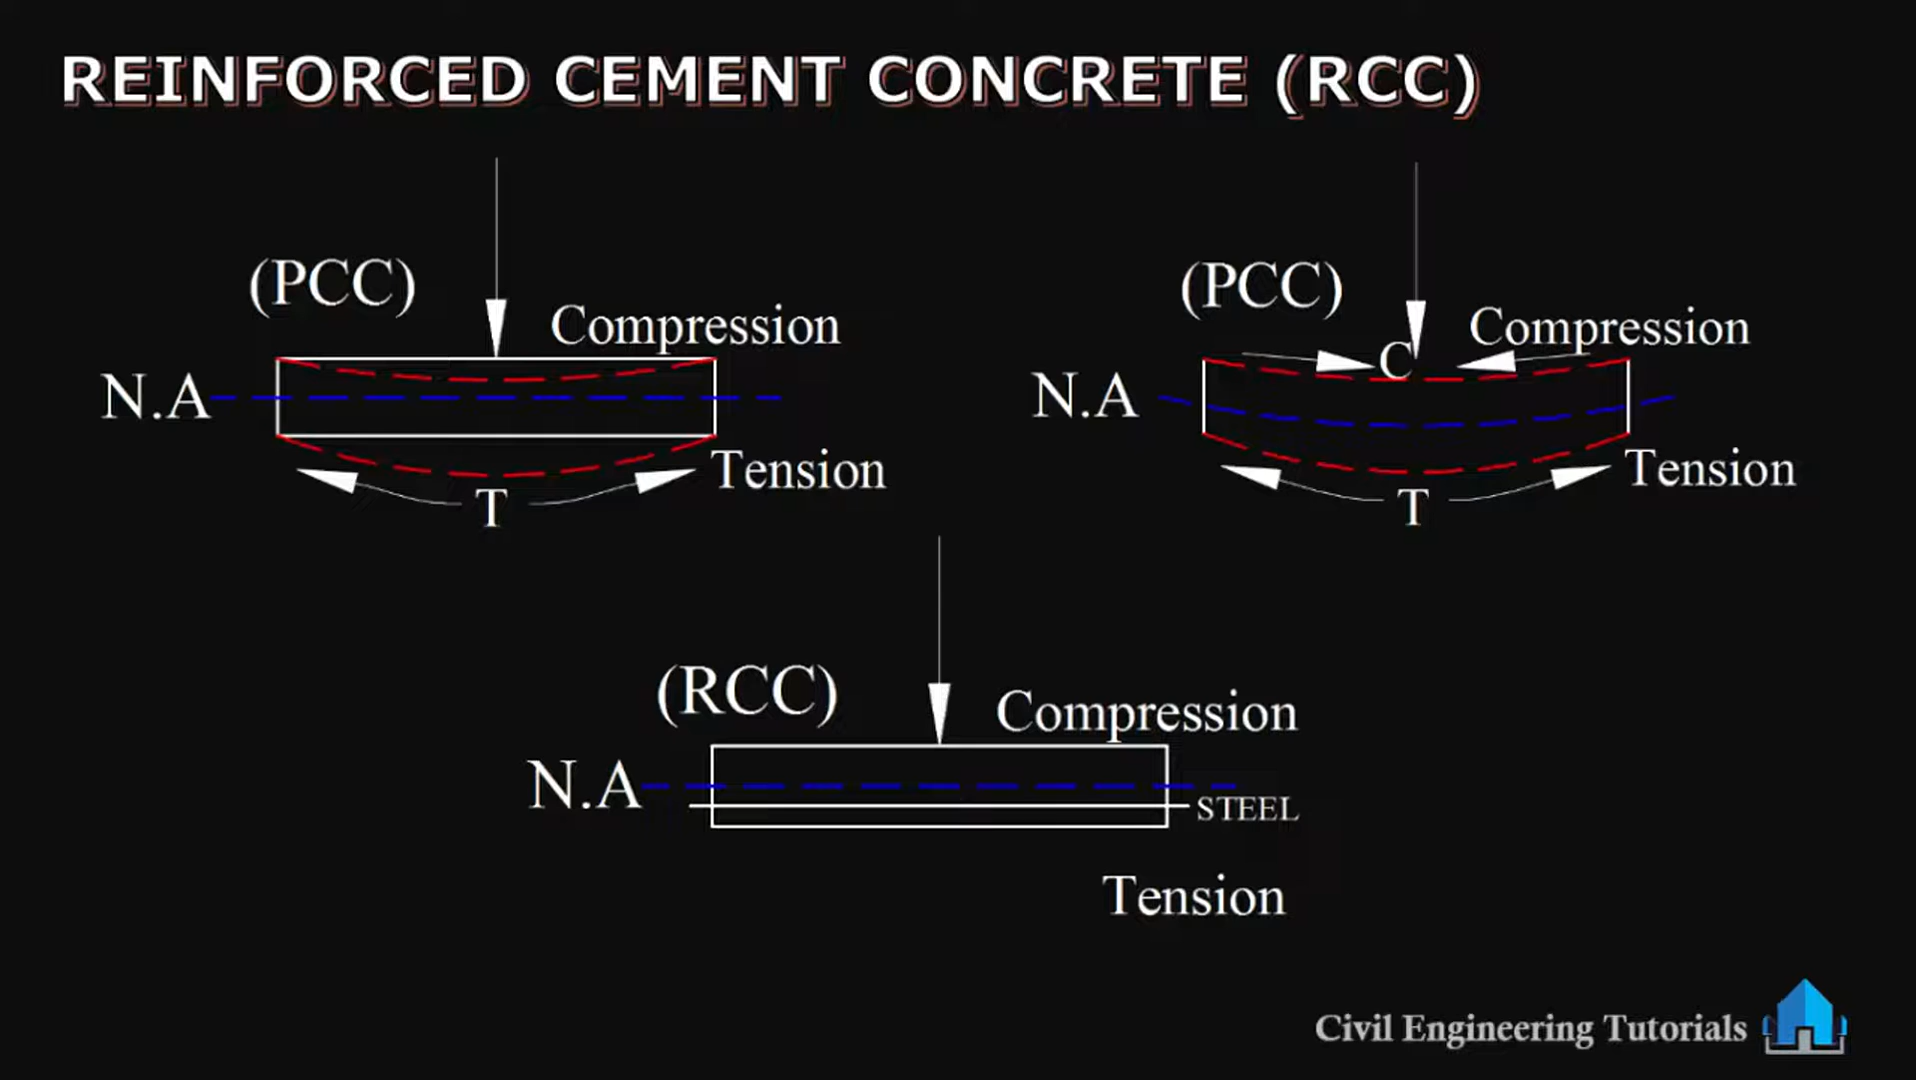 REINFORCED CEMENT CONCRETE (RCC)
(PCC)
Compression
N.A
Tension
T
(PCC)
C
Compression
N.A
Tension
T
(RCC)
Compression
N.A
STEEL
Tension
Civil Engineering Tutorials